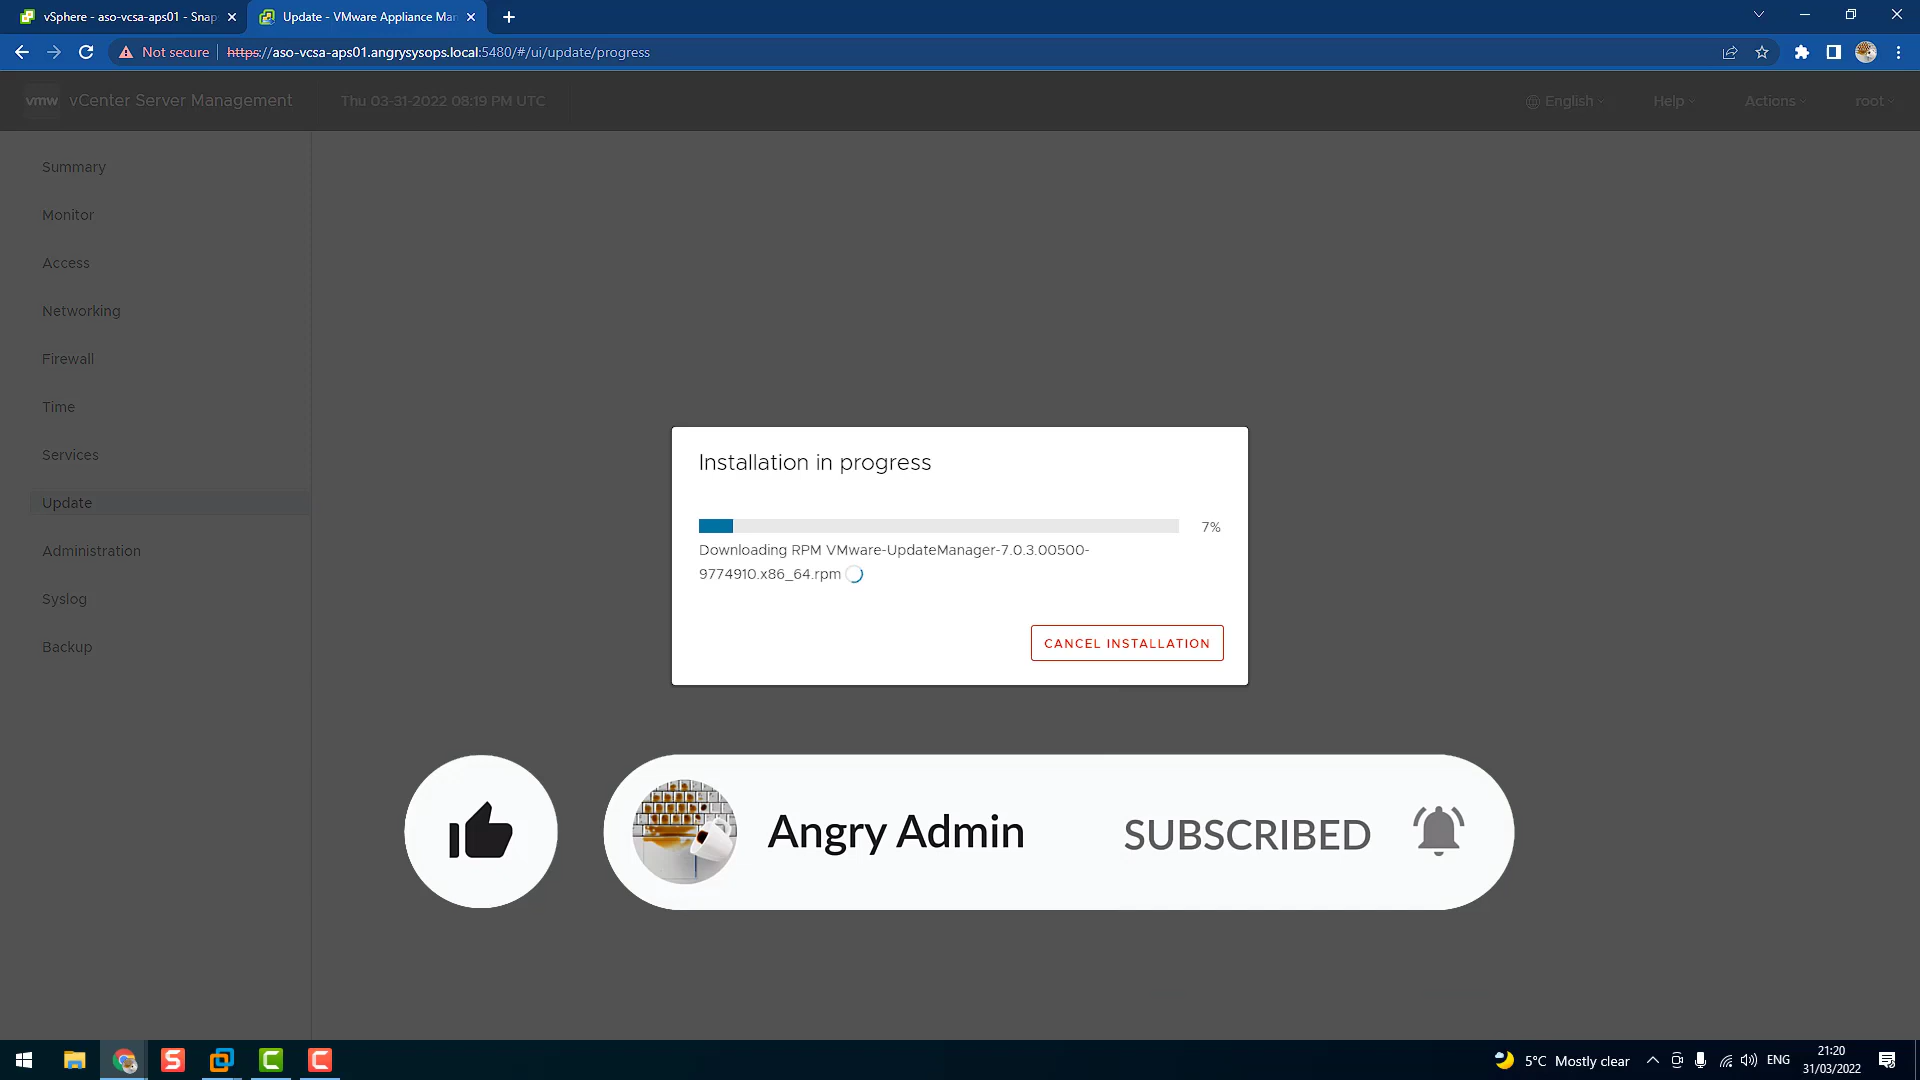 vSphere - aso-vcsa-aps01 - Snap
Update - VMware Appliance Man
Not secure
https://aso-vcsa-aps01.angrysysops.local:5480/#/ui/update/progress
vmw vCenter Server Management
Thu 03-31-2022 08:19 PM UTC
English
Help
Actions
root
Summary
Monitor
Access
Networking
Firewall
Time
Services
Update
Administration
Syslog
Backup
Installation in progress
7%
Downloading RPM VMware-UpdateManager-7.0.3.00500-
9774910.x86_64.rpm
CANCEL INSTALLATION
Angry Admin
SUBSCRIBED
S
C
C
5°C Mostly clear
ENG
21:20
31/03/2022